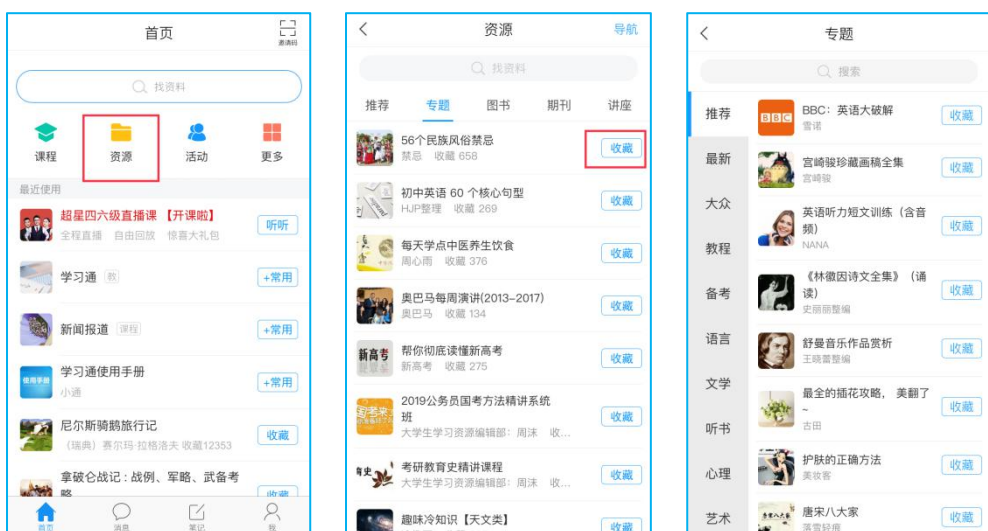 首页
邀请码
找资料
课程
资源
活动
更多
最近使用
超星四六级直播课 【开课啦】
听听
全程直播 自由回放 惊喜大礼包
学习通 教
+常用
新闻报道 课程
+常用
使用手册
学习通使用手册
+常用
小通
尼尔斯骑鹅旅行记
收藏
（瑞典）赛尔玛·拉格洛夫 收藏12353
拿破仑战记：战例、军略、武备考
略
收藏
首页
消息
笔记
我
资源
导航
找资料
推荐
专题
图书
期刊
讲座
56个民族风俗禁忌
禁忌 收藏 658
收藏
初中英语 60 个核心句型
HJP整理 收藏 269
收藏
每天学点中医养生饮食
周心雨 收藏 376
收藏
奥巴马每周演讲(2013–2017)
奥巴马 收藏 134
收藏
新高考
帮你彻底读懂新高考
新高考 收藏 275
收藏
2019公务员国考方法精讲系统
班
大学生学习资源编辑部：周沫 收...
收藏
考研教育史精讲课程
大学生学习资源编辑部：周沫 收...
收藏
趣味冷知识【天文类】
收藏
专题
搜索
推荐
最新
大众
教程
备考
语言
文学
听书
心理
艺术
BBC
BBC：英语大破解
雪诺
收藏
宫崎骏珍藏画稿全集
宫崎骏
收藏
英语听力短文训练（含音
频）
NANA
收藏
《林徽因诗文全集》（诵
读）
史丽丽整编
收藏
舒曼音乐作品赏析
王晓蕾整编
收藏
最全的插花攻略， 美翻了
~
古田
收藏
护肤的正确方法
美妆客
收藏
唐宋八大家
落雪轻痕
收藏